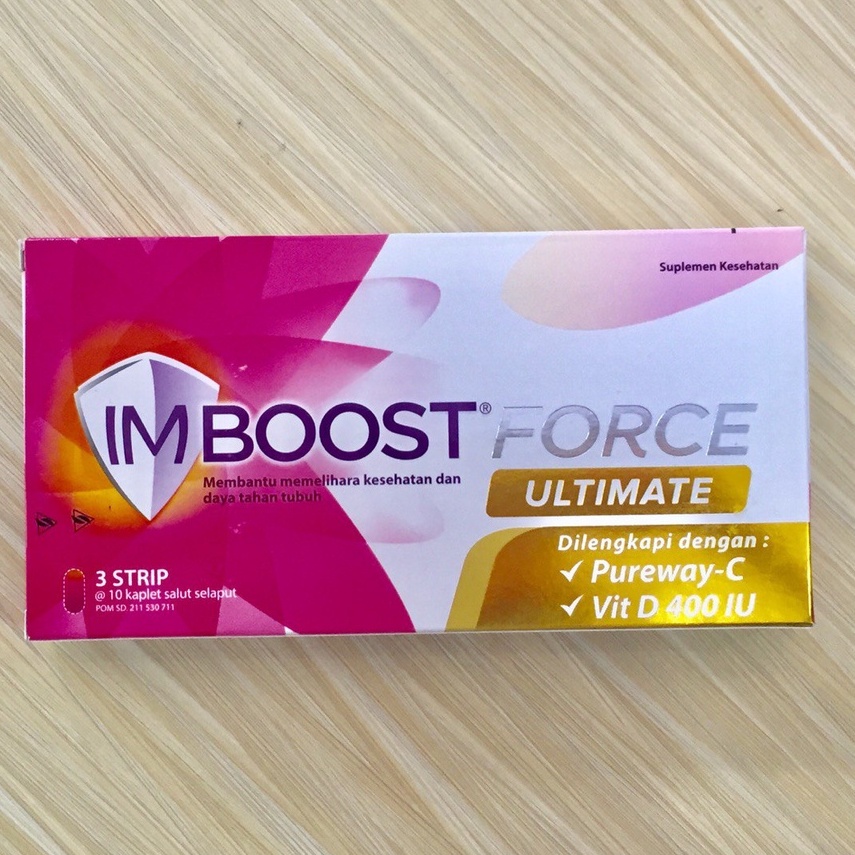 Suplemen Kesehatan
IMBOOST® FORCE
ULTIMATE
Membantu memelihara kesehatan dan
daya tahan tubuh
Dilengkapi dengan :
✓ Pureway-C
✓ Vit D 400 IU
3 STRIP
@ 10 kaplet salut selaput
POM SD. 211 530 711